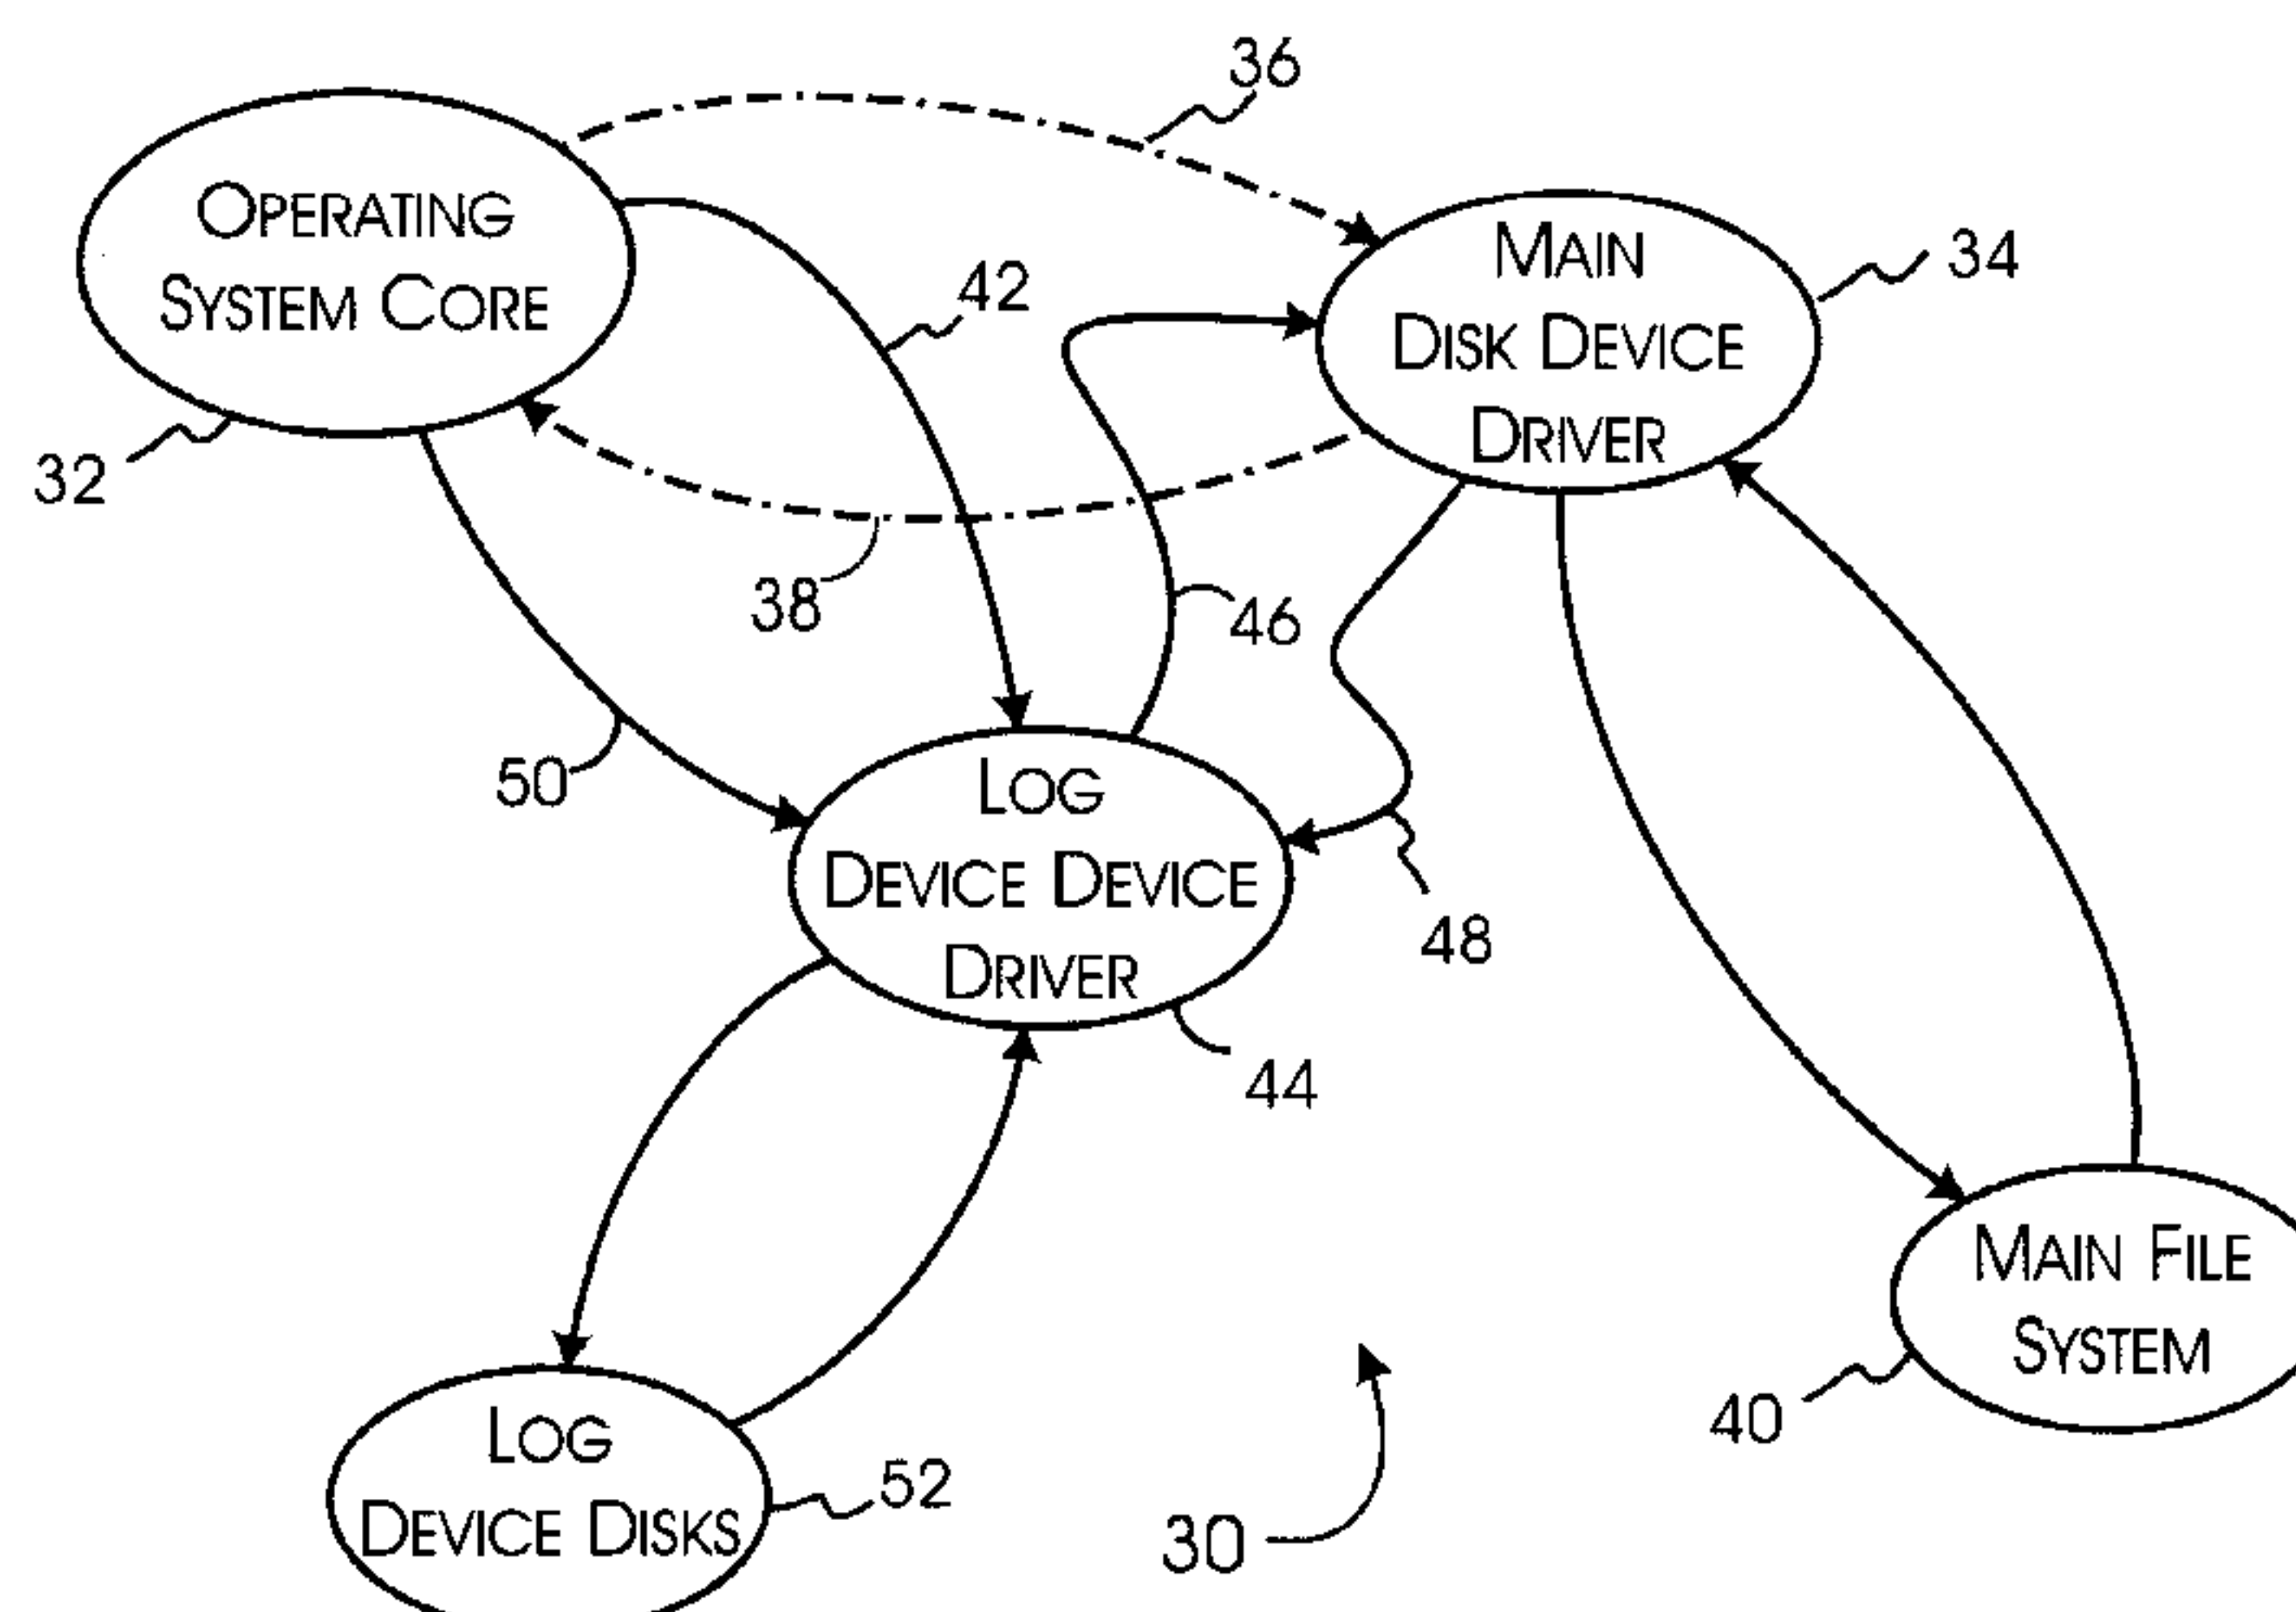 36
OPERATING
SYSTEM CORE
32
42
MAIN
DISK DEVICE
DRIVER
34
38
46
50
LOG
DEVICE DEVICE
DRIVER
48
44
MAIN FILE
SYSTEM
40
LOG
DEVICE DISKS
52
30